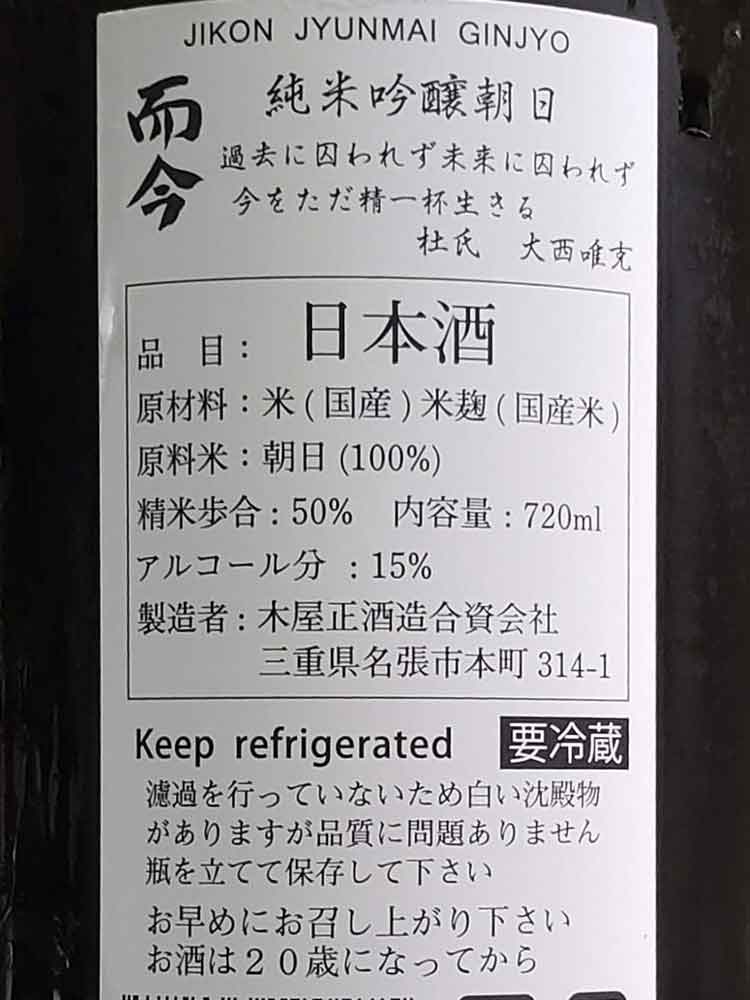 JIKON JYUNMAI GINJYO
而今
純米吟醸朝日
過去に囚われず未来に囚われず
今をただ精一杯生きる
杜氏 大西唯克
品 目: 日本酒
原材料:米(国産)米麹(国産米)
原料米:朝日(100%)
精米歩合:50% 内容量:720ml
アルコール分 :15%
製造者:木屋正酒造合資会社
三重県名張市本町314-1
Keep refrigerated 要冷蔵
濾過を行っていないため白い沈殿物
がありますが品質に問題ありません
瓶を立てて保存して下さい
お早めにお召し上がり下さい
お酒は20歳になってから